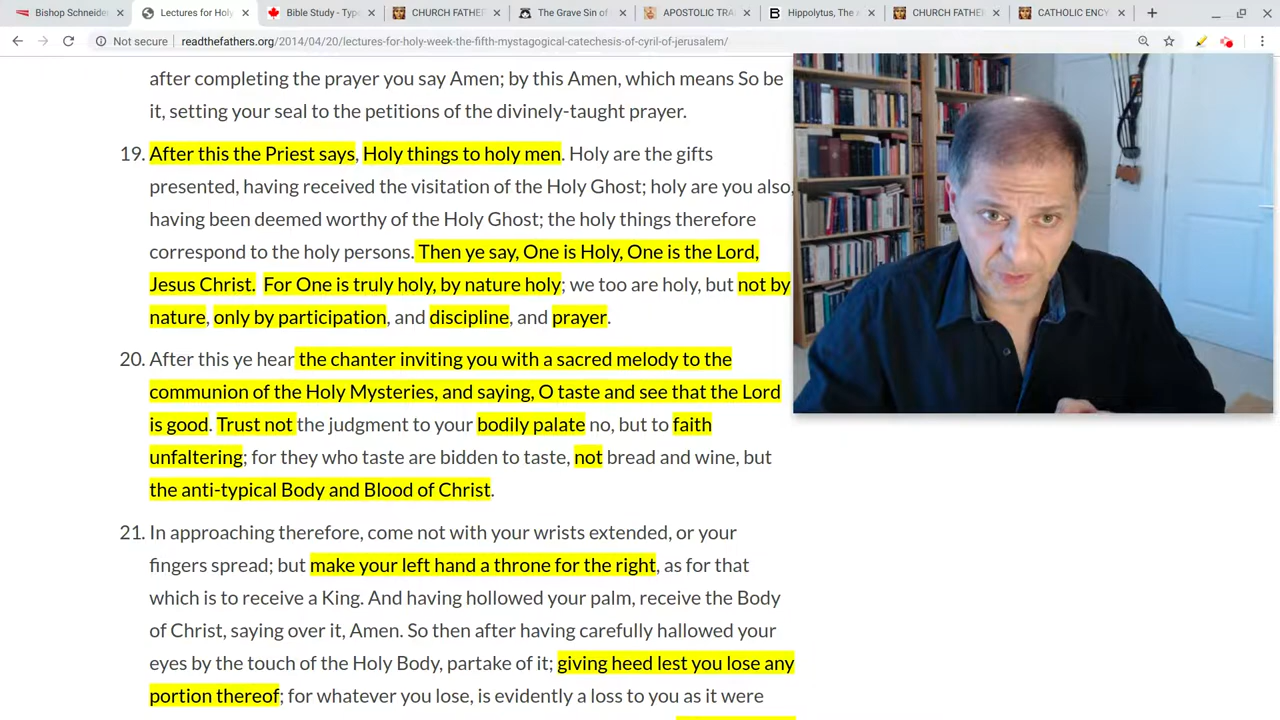 Bishop Schneider
Lectures for Holy
Bible Study - Type
CHURCH FATHER
The Grave Sin of
APOSTOLIC TRA
Hippolytus, The
CHURCH FATHE
CATHOLIC ENCY
Not secure | readthefathers.org/2014/04/20/lectures-for-holy-week-the-fifth-mystagogical-catechesis-of-cyril-of-jerusalem/
after completing the prayer you say Amen; by this Amen, which means So be
it, setting your seal to the petitions of the divinely-taught prayer.
19. After this the Priest says, Holy things to holy men. Holy are the gifts
presented, having received the visitation of the Holy Ghost; holy are you also,
having been deemed worthy of the Holy Ghost; the holy things therefore
correspond to the holy persons. Then ye say, One is Holy, One is the Lord,
Jesus Christ. For One is truly holy, by nature holy; we too are holy, but not by
nature, only by participation, and discipline, and prayer.
20. After this ye hear the chanter inviting you with a sacred melody to the
communion of the Holy Mysteries, and saying, O taste and see that the Lord
is good. Trust not the judgment to your bodily palate no, but to faith
unfaltering; for they who taste are bidden to taste, not bread and wine, but
the anti-typical Body and Blood of Christ.
21. In approaching therefore, come not with your wrists extended, or your
fingers spread; but make your left hand a throne for the right, as for that
which is to receive a King. And having hollowed your palm, receive the Body
of Christ, saying over it, Amen. So then after having carefully hallowed your
eyes by the touch of the Holy Body, partake of it; giving heed lest you lose any
portion thereof; for whatever you lose, is evidently a loss to you as it were